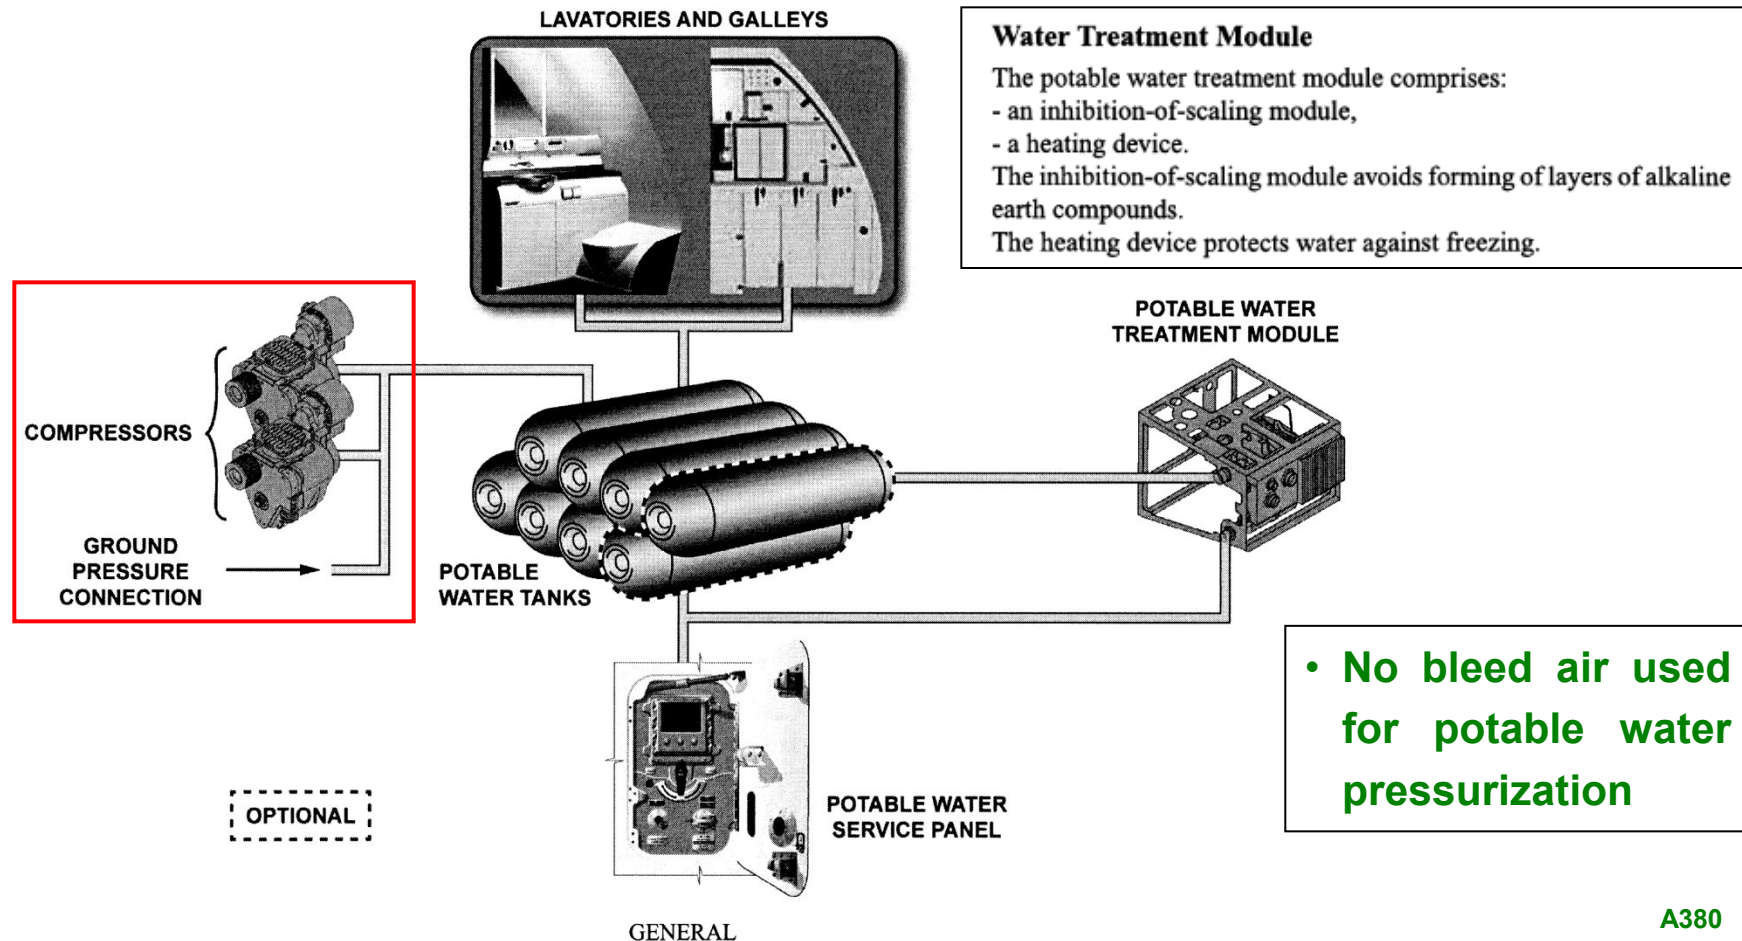 LAVATORIES AND GALLEYS
Water Treatment Module
The potable water treatment module comprises:
- an inhibition-of-scaling module,
- a heating device.
The inhibition-of-scaling module avoids forming of layers of alkaline
earth compounds.
The heating device protects water against freezing.
POTABLE WATER
TREATMENT MODULE
COMPRESSORS
GROUND
PRESSURE
CONNECTION
POTABLE
WATER TANKS
• No bleed air used
for potable water
pressurization
OPTIONAL
POTABLE WATER
SERVICE PANEL
GENERAL
A380